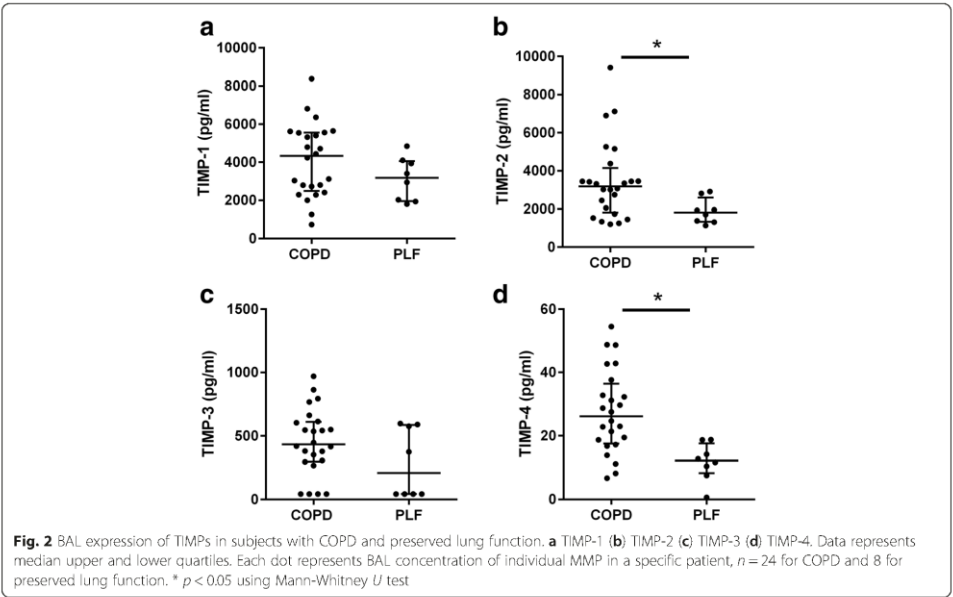 a
10000
8000
6000
4000
2000
0
TIMP-1 (pg/ml)
COPD PLF
b
*
10000
8000
6000
4000
2000
0
TIMP-2 (pg/ml)
COPD PLF
c
1500
1000
500
0
TIMP-3 (pg/ml)
COPD PLF
d
*
60
40
20
0
TIMP-4 (pg/ml)
COPD PLF
Fig. 2 BAL expression of TIMPs in subjects with COPD and preserved lung function. a TIMP-1 (b) TIMP-2 (c) TIMP-3 (d) TIMP-4. Data represents
median upper and lower quartiles. Each dot represents BAL concentration of individual MMP in a specific patient, n = 24 for COPD and 8 for
preserved lung function. * p < 0.05 using Mann-Whitney U test